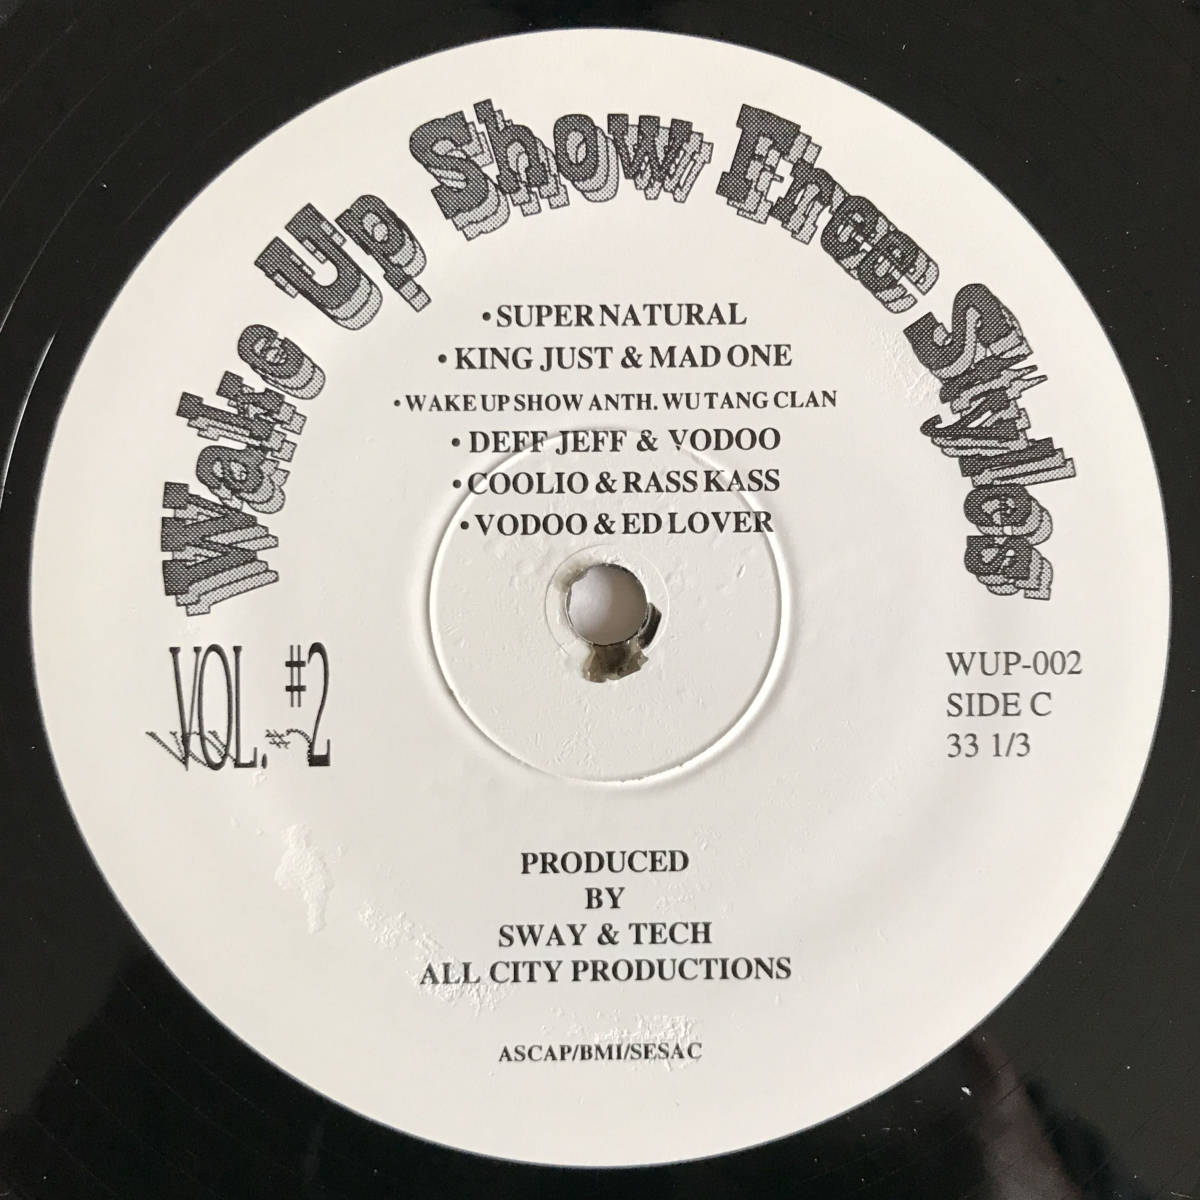 Wake Up Show Free Styles
• SUPER NATURAL
• KING JUST & MAD ONE
• WAKE UP SHOW ANTH. WU TANG CLAN
• DEFF JEFF & VODOO
• COOLIO & RASS KASS
• VODOO & ED LOVER
VOL. #2
WUP-002
SIDE C
33 1/3
PRODUCED
BY
SWAY & TECH
ALL CITY PRODUCTIONS
ASCAP/BMI/SESAC